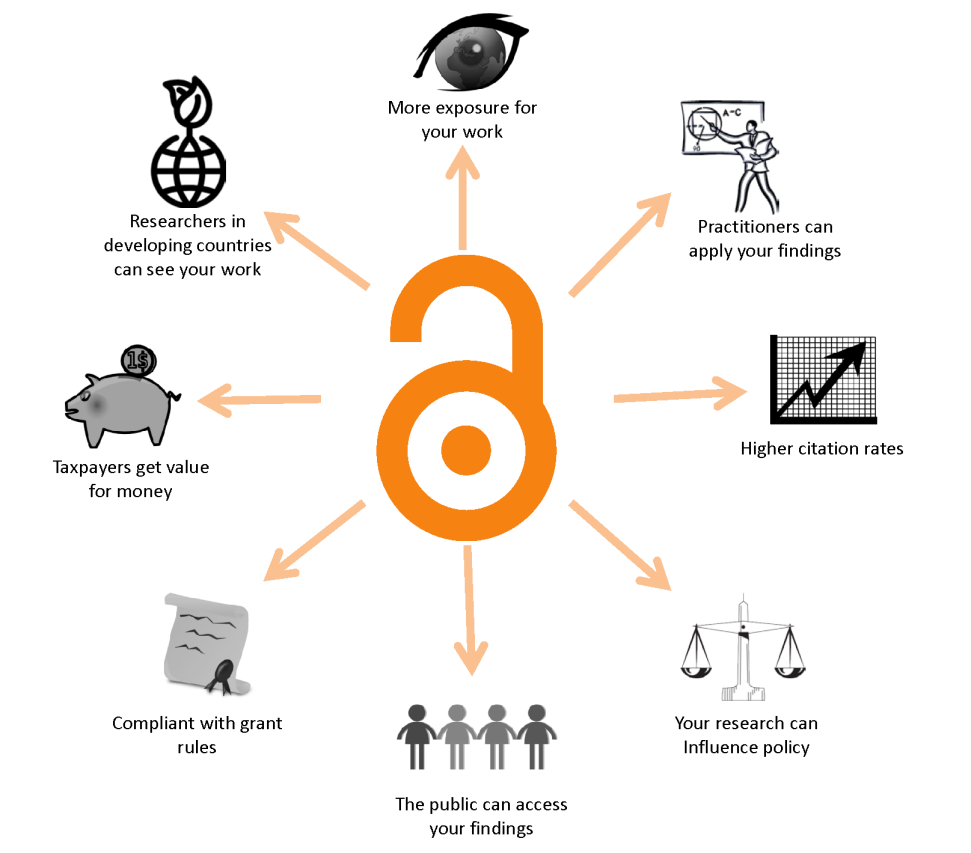 More exposure for
your work
A-C
90
Practitioners can
apply your findings
Researchers in
developing countries
can see your work
1$
Higher citation rates
Taxpayers get value
for money
Your research can
Influence policy
Compliant with grant
rules
The public can access
your findings